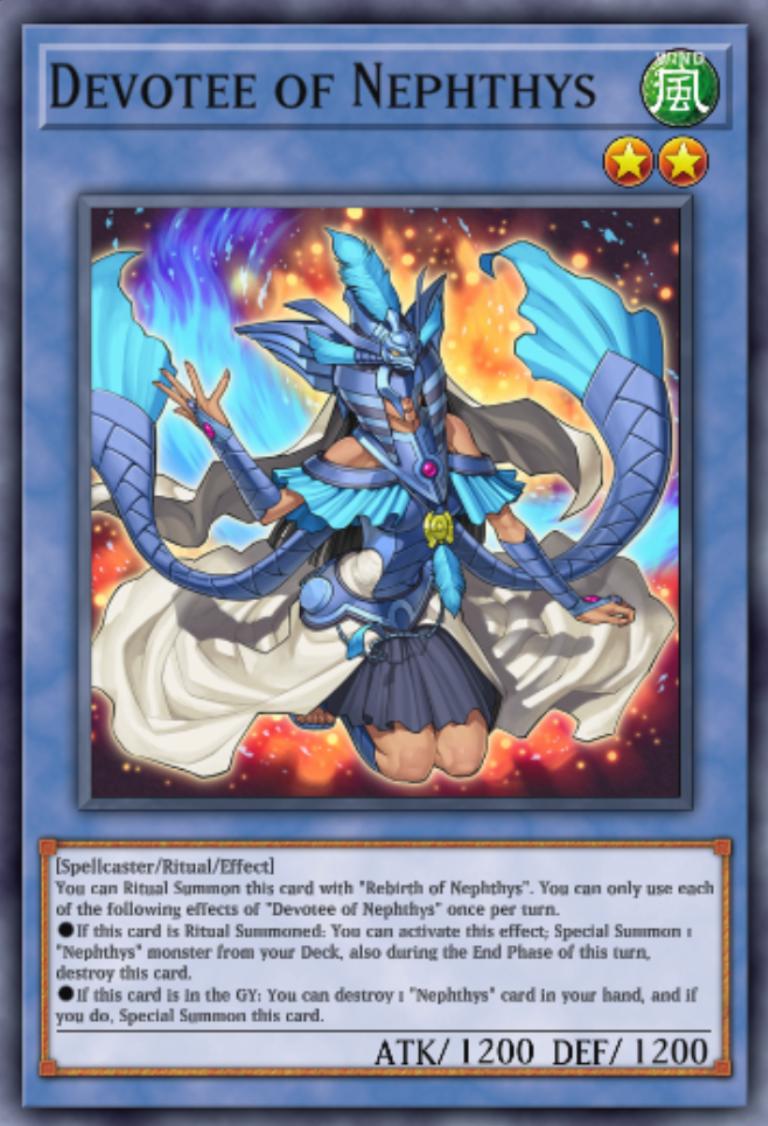 DEVOTEE OF NEPHTHYS
WIND
風
[Spellcaster/Ritual/Effect]
You can Ritual Summon this card with "Rebirth of Nephthys". You can only use each
of the following effects of "Devotee of Nephthys" once per turn.
●If this card is Ritual Summoned: You can activate this effect; Special Summon 1
"Nephthys" monster from your Deck, also during the End Phase of this turn,
destroy this card.
●If this card is in the GY: You can destroy 1 "Nephthys" card in your hand, and if
you do, Special Summon this card.
ATK/ 1200 DEF/ 1200